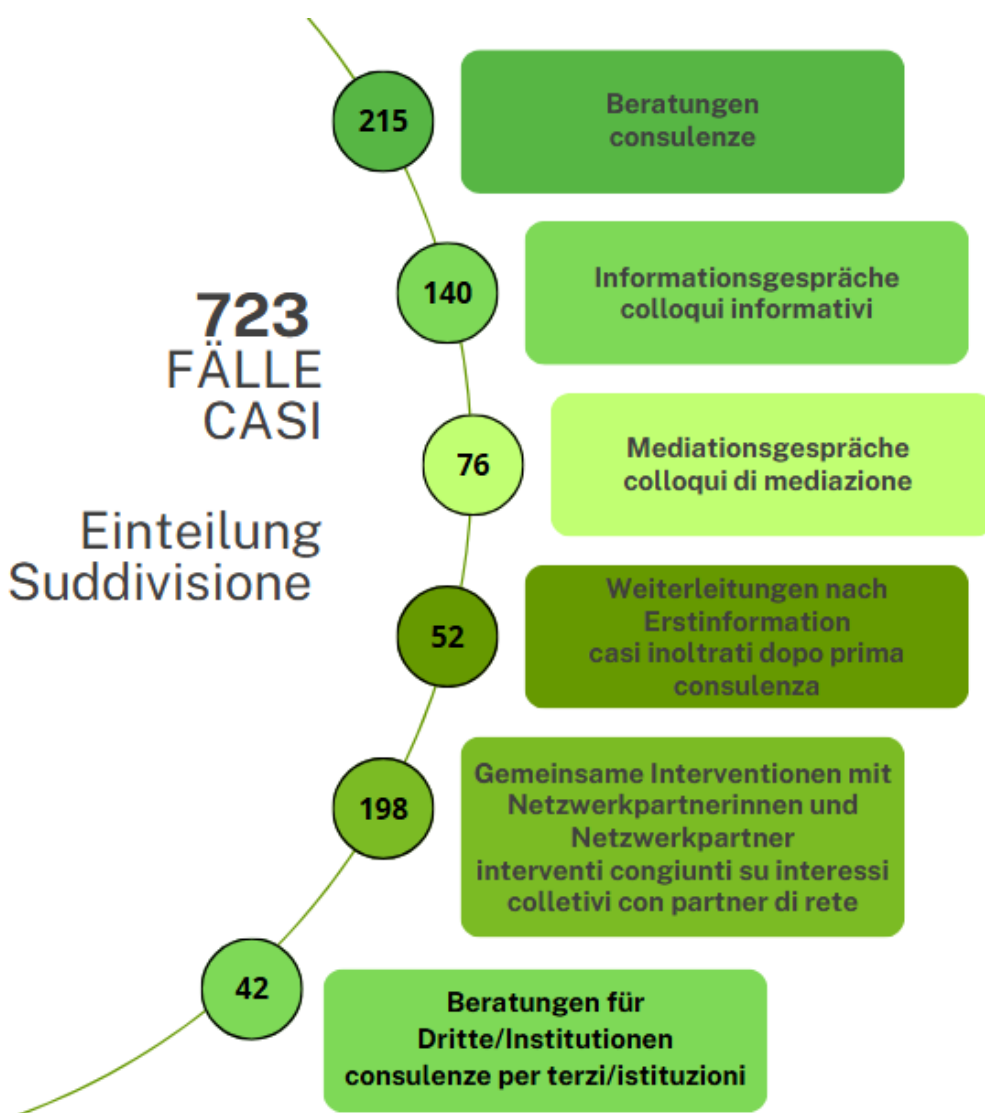 723
FÄLLE
CASI
Einteilung
Suddivisione
215
Beratungen
consulenze
140
Informationsgespräche
colloqui informativi
76
Mediationsgespräche
colloqui di mediazione
52
Weiterleitungen nach
Erstinformation
casi inoltrati dopo prima
consulenza
198
Gemeinsame Interventionen mit
Netzwerkpartnerinnen und
Netzwerkpartner
interventi congiunti su interessi
colletivi con partner di rete
42
Beratungen für
Dritte/Institutionen
consulenze per terzi/istituzioni